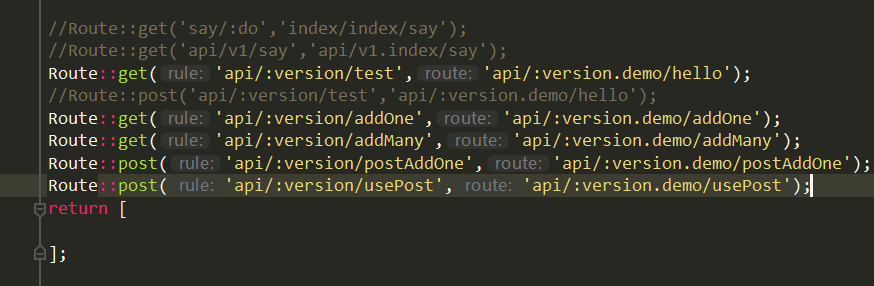 //Route::get('say/:do','index/index/say');
//Route::get('api/v1/say','api/v1.index/say');
Route::get( rule: 'api/:version/test', route: 'api/:version.demo/hello');
//Route::post('api/:version/test','api/:version.demo/hello');
Route::get( rule: 'api/:version/addOne', route: 'api/:version.demo/addOne');
Route::get( rule: 'api/:version/addMany', route: 'api/:version.demo/addMany');
Route::post( rule: 'api/:version/postAddOne', route: 'api/:version.demo/postAddOne');
Route::post( rule: 'api/:version/usePost', route: 'api/:version.demo/usePost');
return [
];